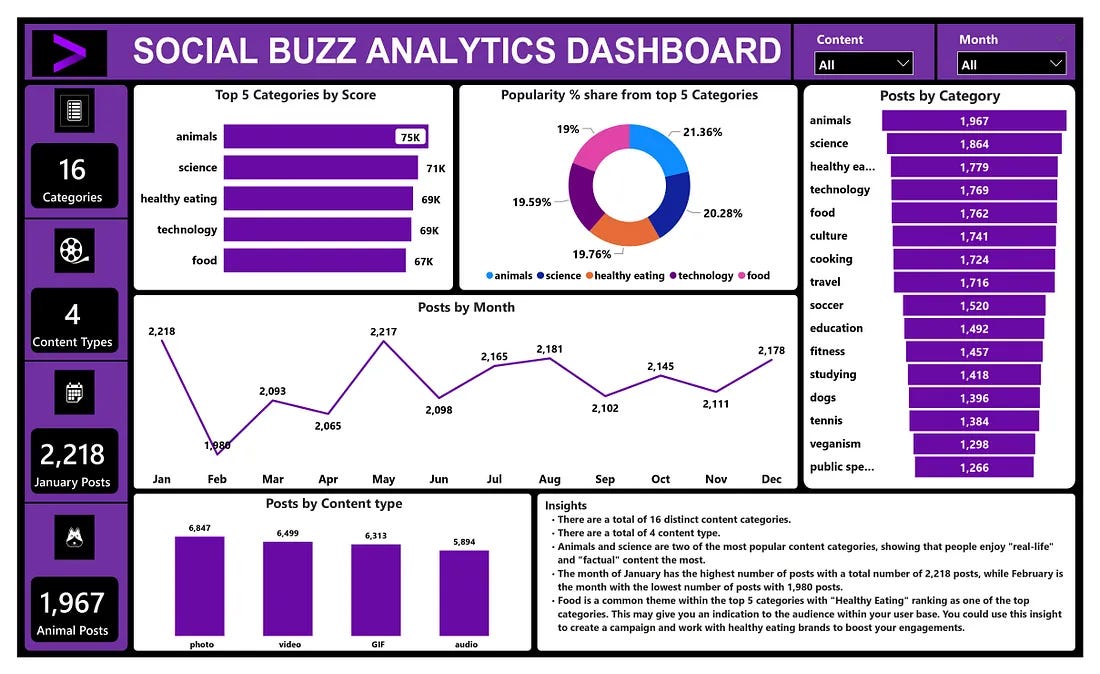 SOCIAL BUZZ ANALYTICS DASHBOARD
Content
All
Month
All
16
Categories
4
Content Types
2,218
January Posts
1,967
Animal Posts
Top 5 Categories by Score
animals 75K
science 71K
healthy eating 69K
technology 69K
food 67K
Popularity % share from top 5 Categories
19% 21.36%
19.59% 20.28%
19.76%
animals science healthy eating technology food
Posts by Category
animals 1,967
science 1,864
healthy ea... 1,779
technology 1,769
food 1,762
culture 1,741
cooking 1,724
travel 1,716
soccer 1,520
education 1,492
fitness 1,457
studying 1,418
dogs 1,396
tennis 1,384
veganism 1,298
public spe... 1,266
Posts by Month
2,218 1,980 2,093 2,065 2,217 2,098 2,165 2,181 2,102 2,145 2,111 2,178
Jan Feb Mar Apr May Jun Jul Aug Sep Oct Nov Dec
Posts by Content type
6,847 6,499 6,313 5,894
photo video GIF audio
Insights
• There are a total of 16 distinct content categories.
• There are a total of 4 content type.
• Animals and science are two of the most popular content categories, showing that people enjoy "real-life"
and "factual" content the most.
• The month of January has the highest number of posts with a total number of 2,218 posts, while February is
the month with the lowest number of posts with 1,980 posts.
• Food is a common theme within the top 5 categories with "Healthy Eating" ranking as one of the top
categories. This may give you an indication to the audience within your user base. You could use this insight
to create a campaign and work with healthy eating brands to boost your engagements.